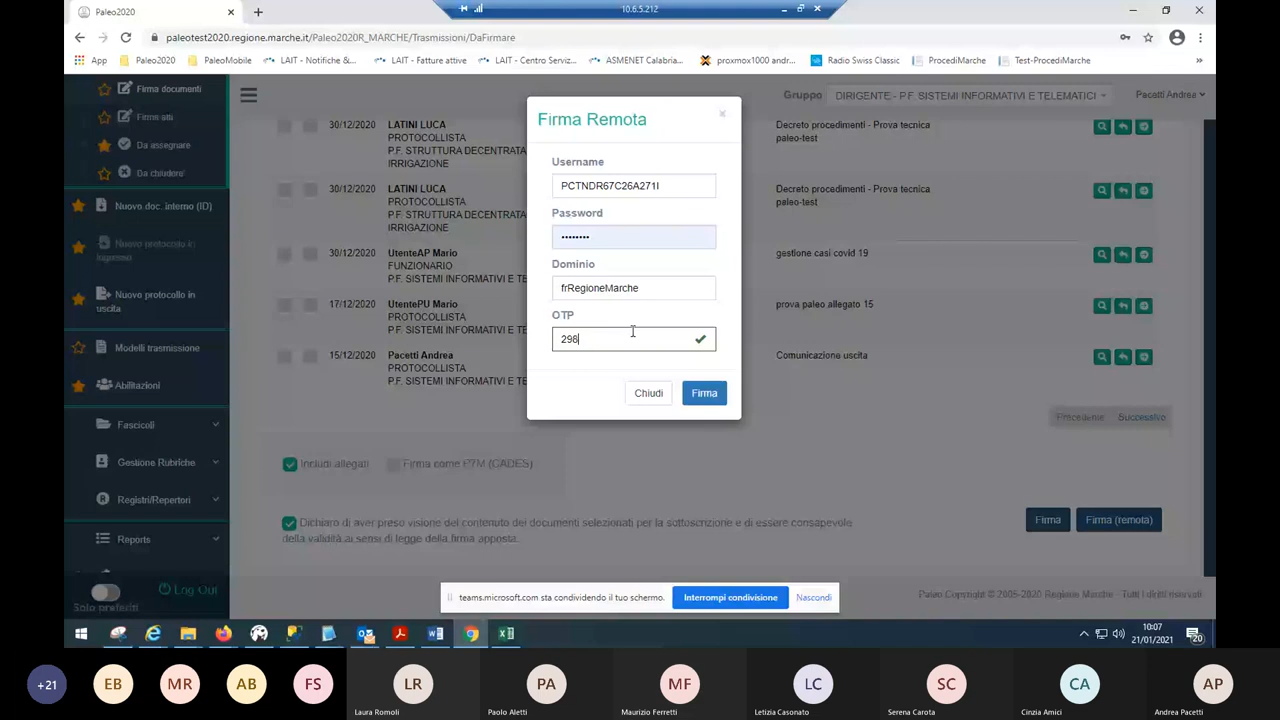 Paleo2020
10.6.5.212
paleotest2020.regione.marche.it/Paleo2020R_MARCHE/Trasmissioni/DaFirmare
App Paleo2020 PaleoMobile LAIT - Notifiche &... LAIT - Fatture attive LAIT - Centro Serviz... ASMENET Calabria... proxmox1000 andr... Radio Swiss Classic ProcediMarche Test-ProcediMarche »
Firma documenti
Firma atti
Da assegnare
Da chiudere
Nuovo doc. interno (ID)
Nuovo protocollo in
ingresso
Nuovo protocollo in
uscita
Modelli trasmissione
Abilitazioni
Fascicoli
Gestione Rubriche
Registri/Repertori
Reports
Log Out
Solo preferiti
Gruppo DIRIGENTE - P.F. SISTEMI INFORMATIVI E TELEMATICI Pacetti Andrea
30/12/2020 LATINI LUCA Decreto procedimenti - Prova tecnica
PROTOCOLLISTA paleo-test
P.F. STRUTTURA DECENTRATA
IRRIGAZIONE
30/12/2020 LATINI LUCA Decreto procedimenti - Prova tecnica
PROTOCOLLISTA paleo-test
P.F. STRUTTURA DECENTRATA
IRRIGAZIONE
30/12/2020 UtenteAP Mario gestione casi covid 19
FUNZIONARIO
P.F. SISTEMI INFORMATIVI E TE
17/12/2020 UtentePU Mario prova paleo allegato 15
PROTOCOLLISTA
P.F. SISTEMI INFORMATIVI E TE
15/12/2020 Pacetti Andrea Comunicazione uscita
PROTOCOLLISTA
P.F. SISTEMI INFORMATIVI E TE
Precedente Successivo
Includi allegati Firma come P7M (CADES)
Dichiaro di aver preso visione del contenuto dei documenti selezionati per la sottoscrizione e di essere consapevole
della validità ai sensi di legge della firma apposta.
Firma Firma (remota)
Firma Remota
×
Username
PCTNDR67C26A271I
Password
••••••••
Dominio
frRegioneMarche
OTP
298
Chiudi Firma
teams.microsoft.com sta condividendo il tuo schermo. Interrompi condivisione Nascondi
Paleo Copyright © 2005-2020 Regione Marche - Tutti i diritti riservati
10:07
21/01/2021
20
+21 EB MR AB FS LR PA MF LC SC CA AP
Laura Romoli Paolo Aletti Maurizio Ferretti Letizia Casonato Serena Carota Cinzia Amici Andrea Pacetti